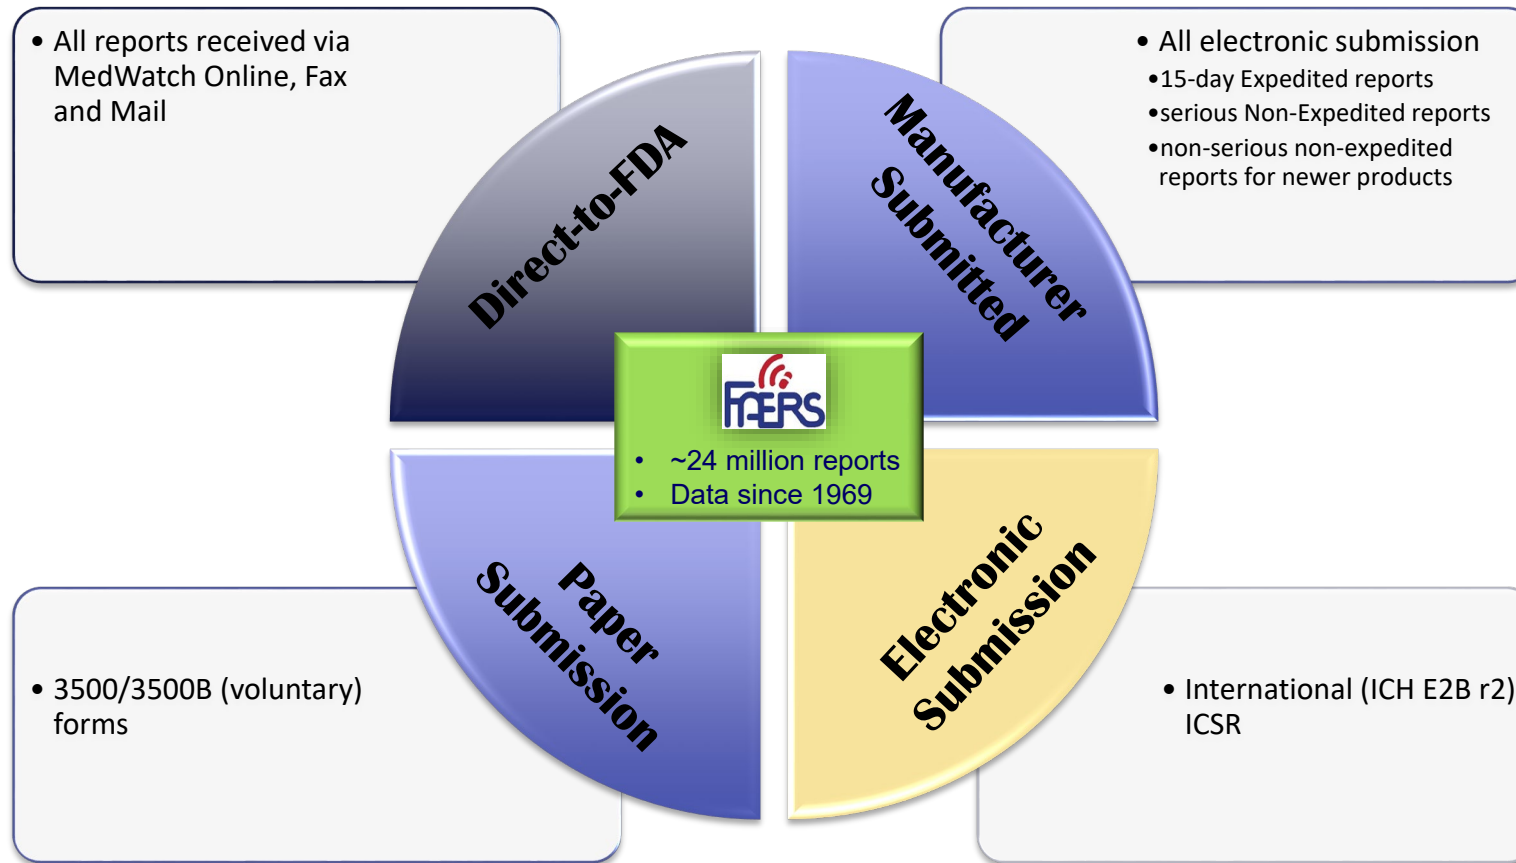 • All reports received via
MedWatch Online, Fax
and Mail
• All electronic submission
•15-day Expedited reports
•serious Non-Expedited reports
•non-serious non-expedited
reports for newer products
Direct-to-FDA
Manufacturer
Submitted
FAERS
• ~24 million reports
• Data since 1969
Paper
Submission
Electronic
Submission
• 3500/3500B (voluntary)
forms
• International (ICH E2B r2)
ICSR